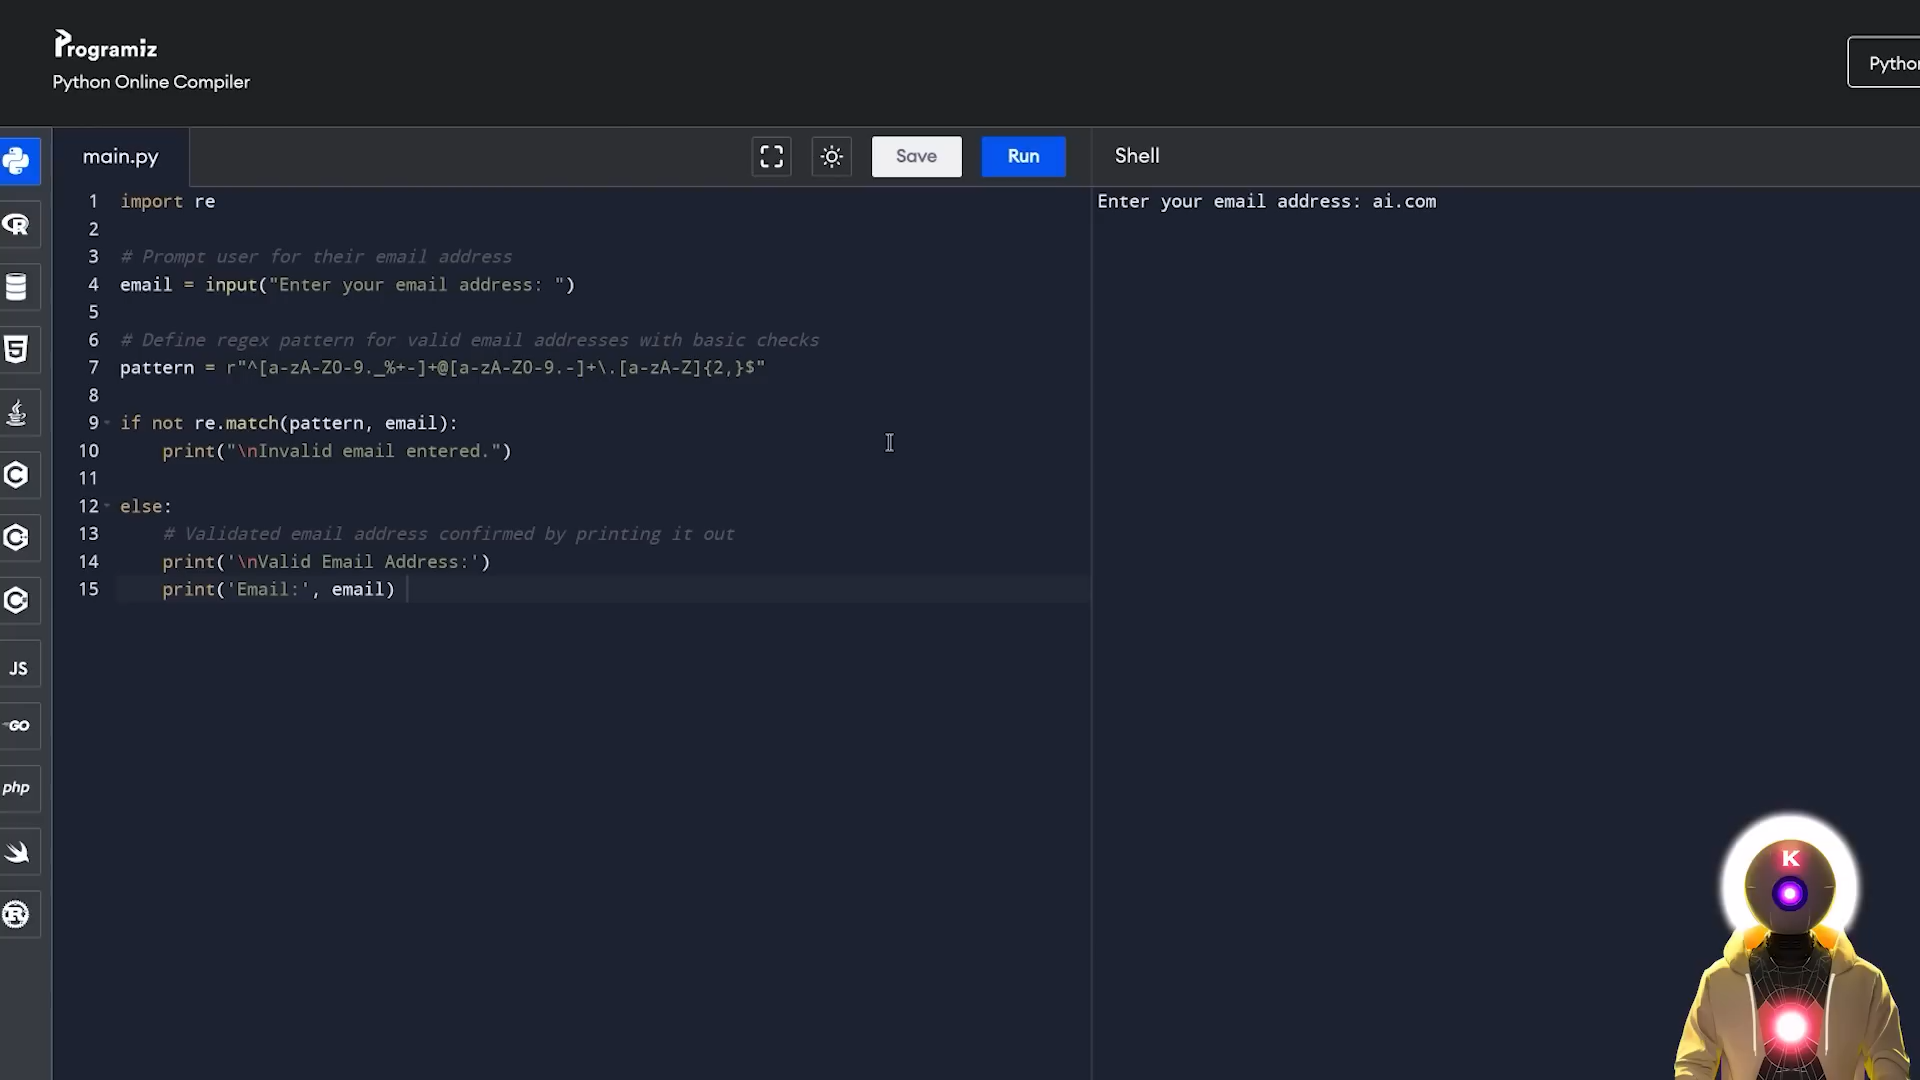 Programiz
Python Online Compiler
Pytho
main.py
Save
Run
Shell
1 import re
2
3 # Prompt user for their email address
4 email = input("Enter your email address: ")
5
6 # Define regex pattern for valid email addresses with basic checks
7 pattern = r"^[a-zA-Z0-9._%+-]+@[a-zA-Z0-9.-]+\.[a-zA-Z]{2,}$"
8
9 if not re.match(pattern, email):
10 print("\nInvalid email entered.")
11
12 else:
13 # Validated email address confirmed by printing it out
14 print('\nValid Email Address:')
15 print('Email:', email)
Enter your email address: ai.com
R
5
C
C
C
JS
GO
php
R
K